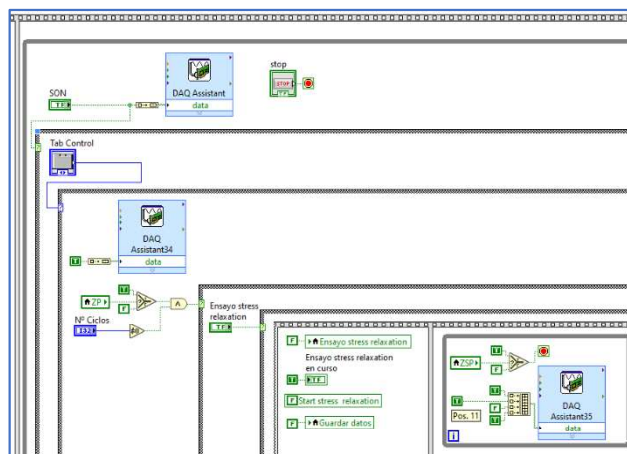 stop
STOP
TF
SON
TF
DAQ Assistant
data
Tab Control
DAQ
Assistant34
T
data
T
ZP
F
Nº Ciclos
I32
Ensayo stress
relaxation
TF
F
Ensayo stress relaxation
Ensayo stress relaxation
en curso
T
TF
F
Start stress relaxation
F
Guardar datos
T
ZSP
F
T
T
F
Pos. 11
T
DAQ
Assistant35
data
i